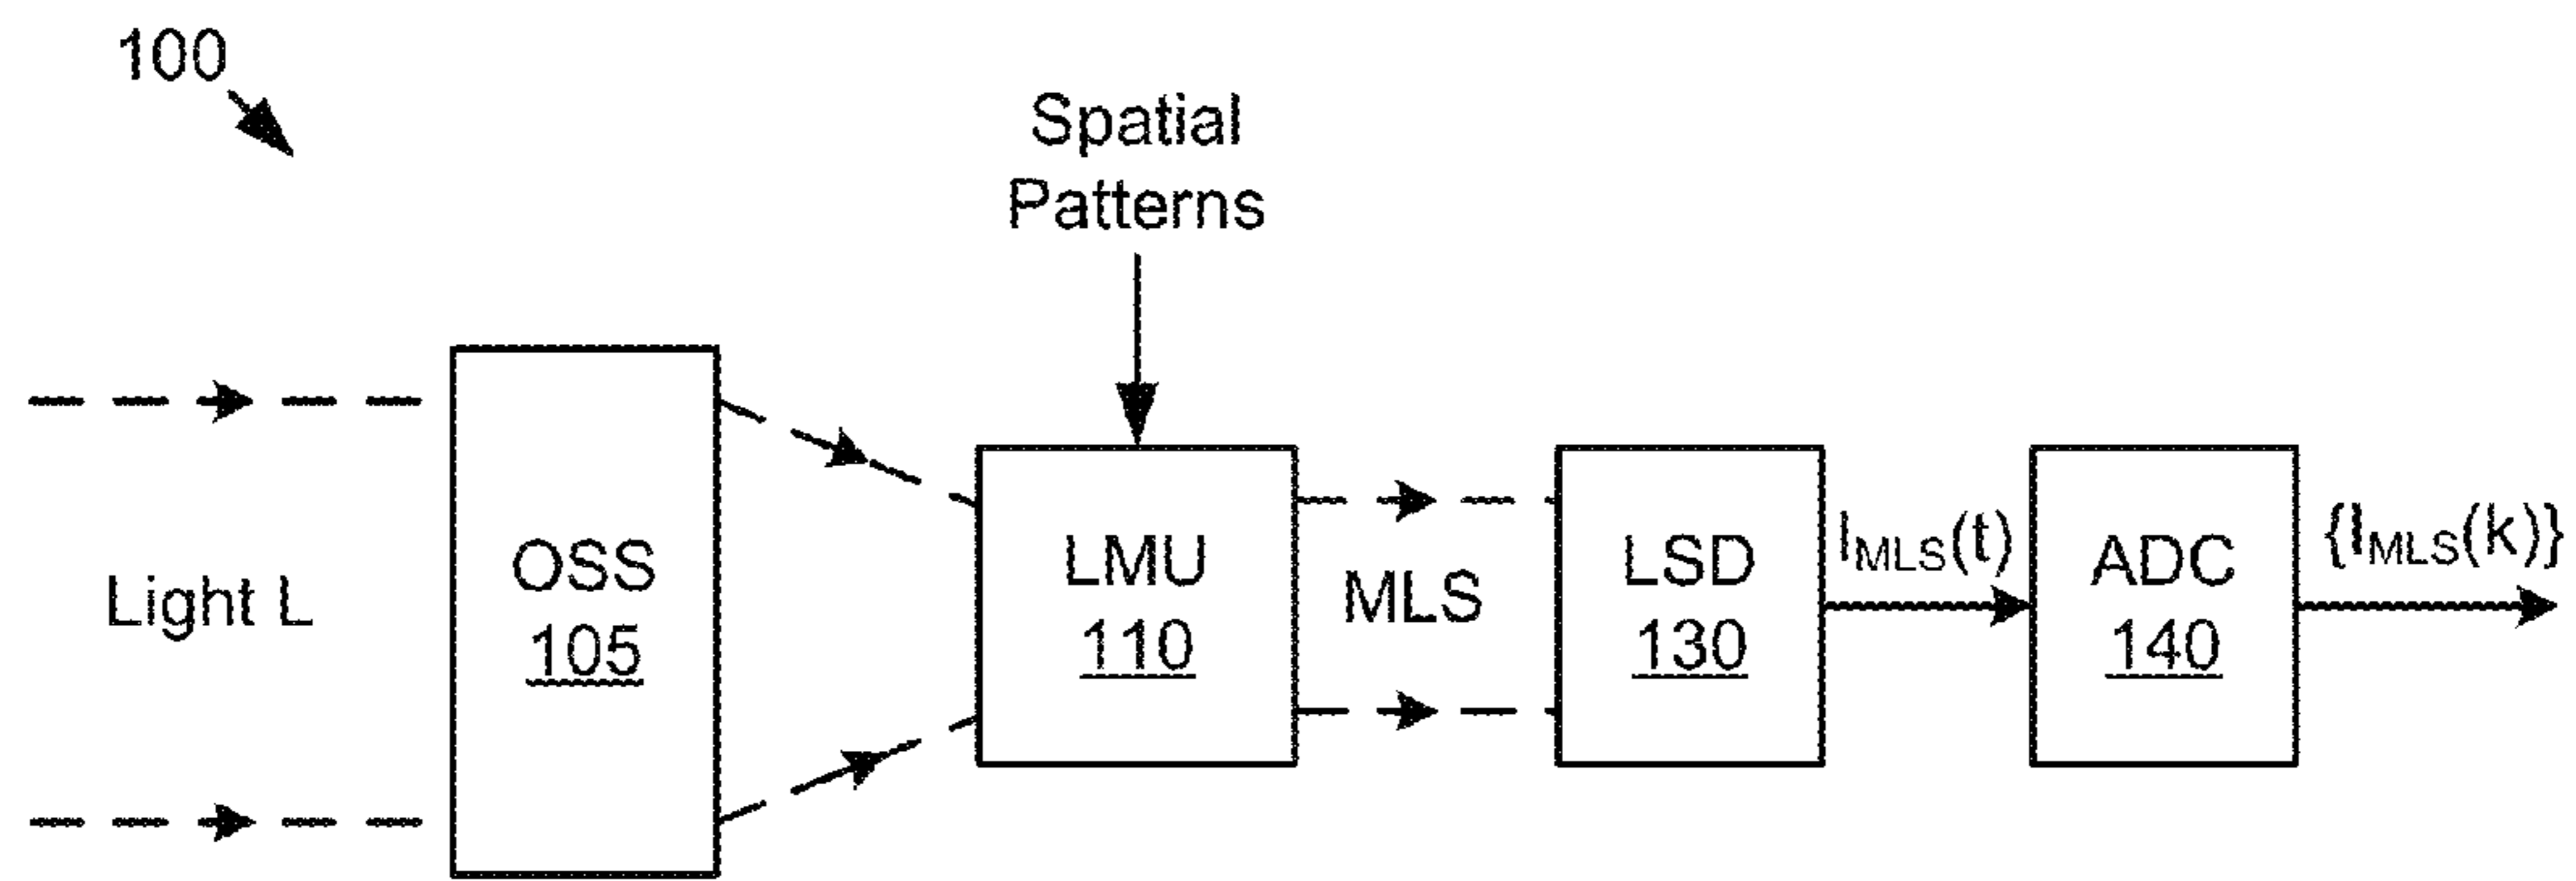 100
Spatial
Patterns
Light L
OSS
105
LMU
110
MLS
LSD
130
I_MLS(t)
ADC
140
{I_MLS(k)}